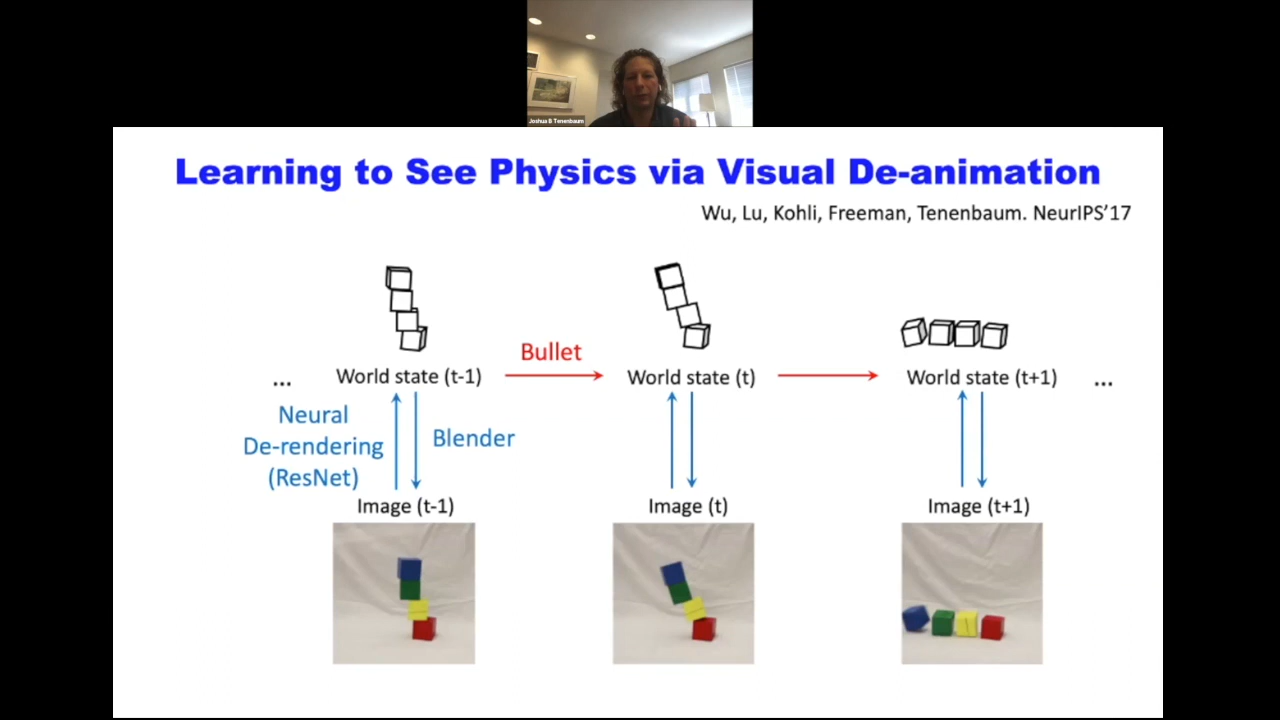 Joshua B Tenenbaum
Learning to See Physics via Visual De-animation
Wu, Lu, Kohli, Freeman, Tenenbaum. NeurIPS'17
Bullet
... World state (t-1) World state (t) World state (t+1) ...
Neural
De-rendering
(ResNet)
Blender
Image (t-1) Image (t) Image (t+1)